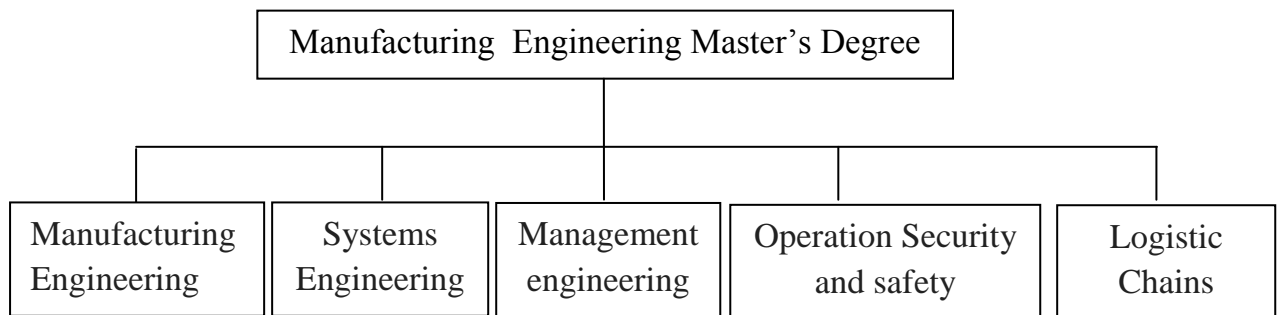 Manufacturing Engineering Master’s Degree
Manufacturing
Engineering
Systems
Engineering
Management
engineering
Operation Security
and safety
Logistic
Chains